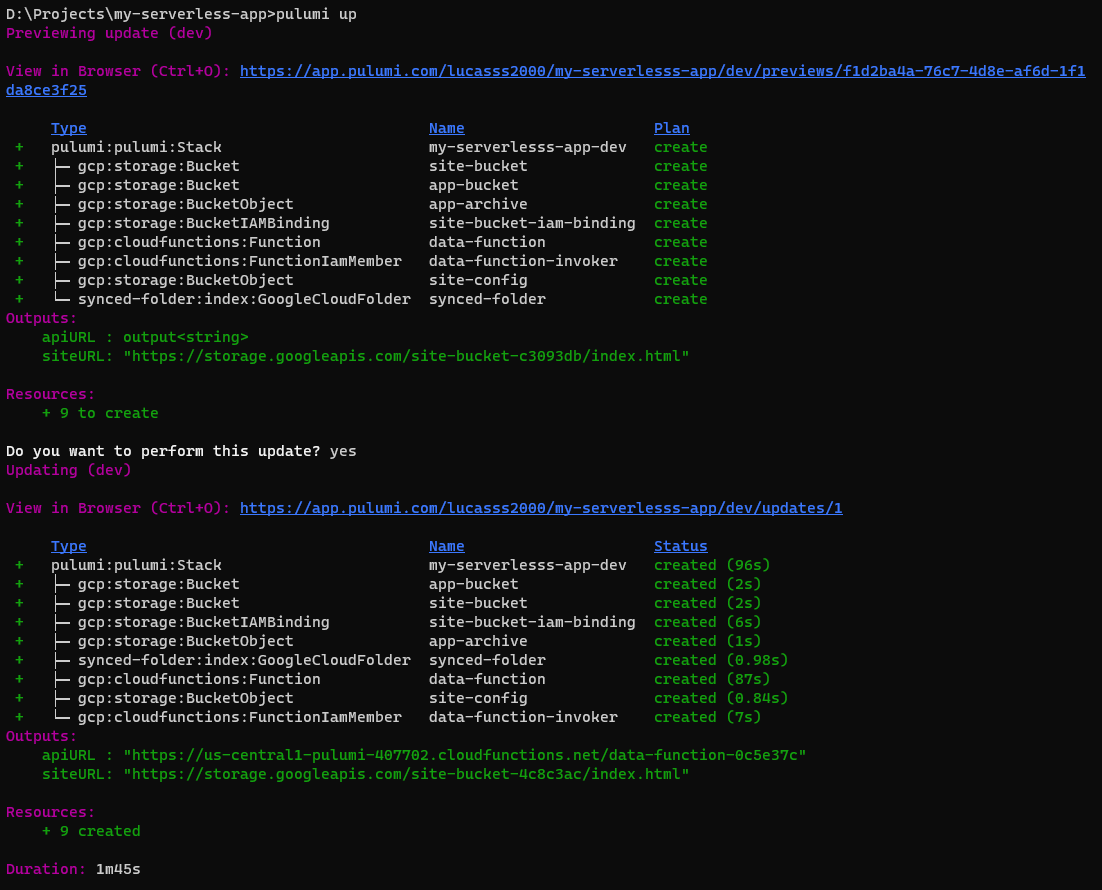 D:\Projects\my-serverless-app>pulumi up
Previewing update (dev)
View in Browser (Ctrl+O): https://app.pulumi.com/lucasss2000/my-serverlesss-app/dev/previews/f1d2ba4a-76c7-4d8e-af6d-1f1
da8ce3f25
Type Name Plan
+ pulumi:pulumi:Stack my-serverlesss-app-dev create
+ ├─ gcp:storage:Bucket site-bucket create
+ ├─ gcp:storage:Bucket app-bucket create
+ ├─ gcp:storage:BucketObject app-archive create
+ ├─ gcp:storage:BucketIAMBinding site-bucket-iam-binding create
+ ├─ gcp:cloudfunctions:Function data-function create
+ ├─ gcp:cloudfunctions:FunctionIamMember data-function-invoker create
+ ├─ gcp:storage:BucketObject site-config create
+ └─ synced-folder:index:GoogleCloudFolder synced-folder create
Outputs:
apiURL : output<string>
siteURL: "https://storage.googleapis.com/site-bucket-c3093db/index.html"
Resources:
+ 9 to create
Do you want to perform this update? yes
Updating (dev)
View in Browser (Ctrl+O): https://app.pulumi.com/lucasss2000/my-serverlesss-app/dev/updates/1
Type Name Status
+ pulumi:pulumi:Stack my-serverlesss-app-dev created (96s)
+ ├─ gcp:storage:Bucket app-bucket created (2s)
+ ├─ gcp:storage:Bucket site-bucket created (2s)
+ ├─ gcp:storage:BucketIAMBinding site-bucket-iam-binding created (6s)
+ ├─ gcp:storage:BucketObject app-archive created (1s)
+ ├─ synced-folder:index:GoogleCloudFolder synced-folder created (0.98s)
+ ├─ gcp:cloudfunctions:Function data-function created (87s)
+ ├─ gcp:storage:BucketObject site-config created (0.84s)
+ └─ gcp:cloudfunctions:FunctionIamMember data-function-invoker created (7s)
Outputs:
apiURL : "https://us-central1-pulumi-407702.cloudfunctions.net/data-function-0c5e37c"
siteURL: "https://storage.googleapis.com/site-bucket-4c8c3ac/index.html"
Resources:
+ 9 created
Duration: 1m45s